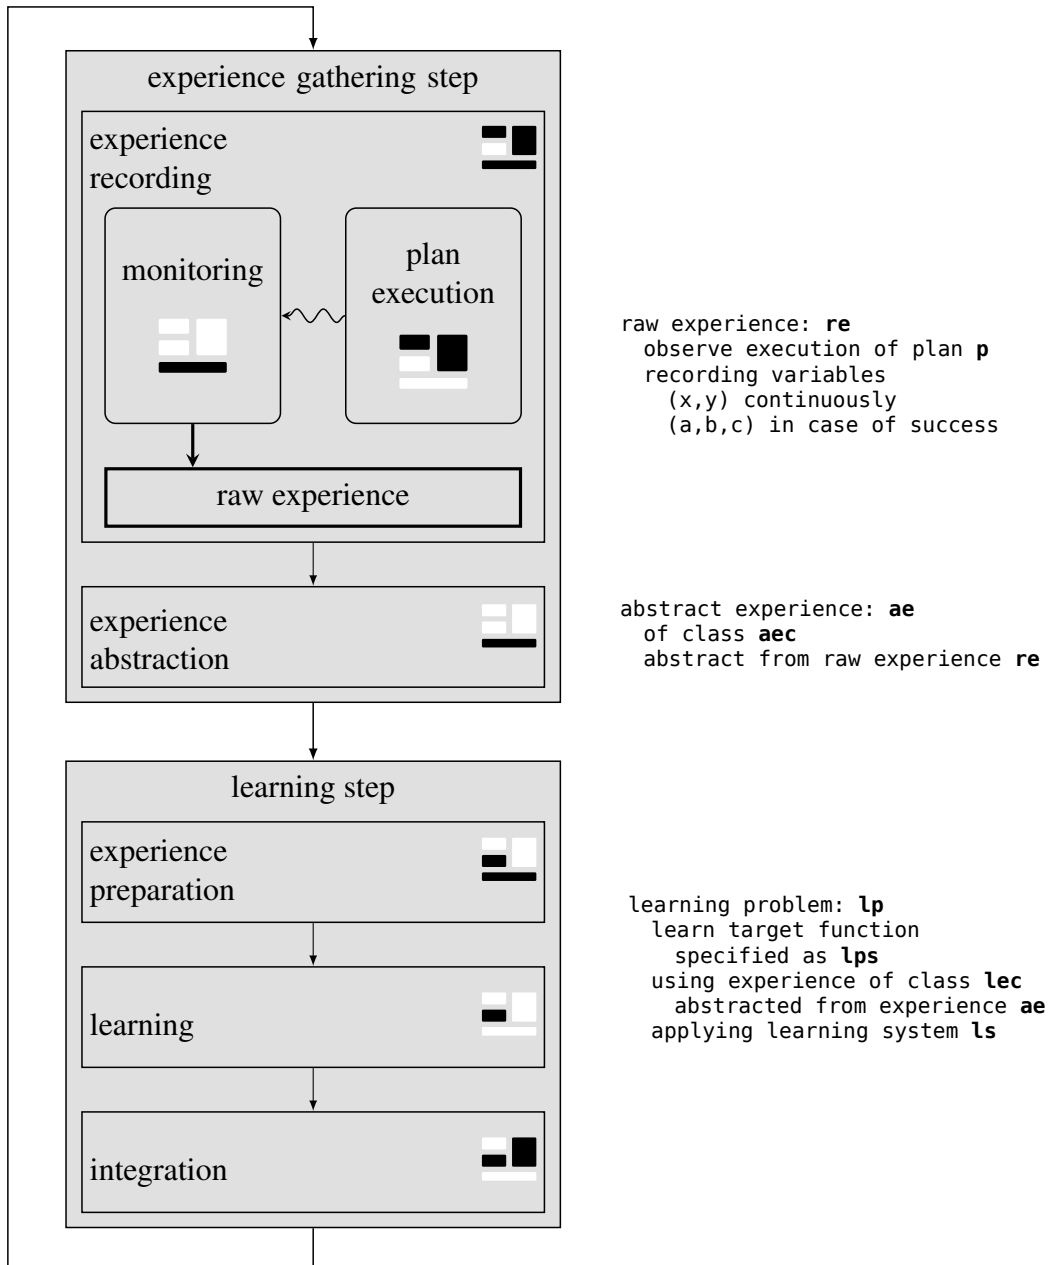 experience gathering step
experience
recording
monitoring
plan
execution
raw experience
raw experience: re
observe execution of plan p
recording variables
(x,y) continuously
(a,b,c) in case of success
experience
abstraction
abstract experience: ae
of class aec
abstract from raw experience re
learning step
experience
preparation
learning
integration
learning problem: lp
learn target function
specified as lps
using experience of class lec
abstracted from experience ae
applying learning system ls